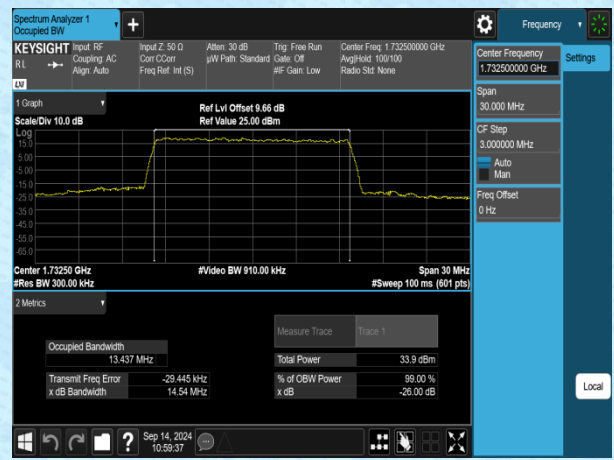 Spectrum Analyzer 1
Occupied BW
Frequency
KEYSIGHT Input: RF Input Z: 50 Ω Atten: 30 dB Trig: Free Run Center Freq: 1.732500000 GHz
RL Coupling: AC Corr CCorr µW Path: Standard Gate: Off Avg|Hold: 100/100
Align: Auto Freq Ref: Int (S) #IF Gain: Low Radio Std: None
LXI
Center Frequency
1.732500000 GHz
Settings
Span
30.000 MHz
CF Step
3.000000 MHz
Auto
Man
Freq Offset
0 Hz
Local
1 Graph
Ref Lvl Offset 9.66 dB
Scale/Div 10.0 dB Ref Value 25.00 dBm
Log
15.0
5.00
-5.00
-15.0
-25.0
-35.0
-45.0
-55.0
-65.0
Center 1.73250 GHz #Video BW 910.00 kHz Span 30 MHz
#Res BW 300.00 kHz #Sweep 100 ms (601 pts)
2 Metrics
Measure Trace Trace 1
Occupied Bandwidth
13.437 MHz Total Power 33.9 dBm
Transmit Freq Error -29.445 kHz % of OBW Power 99.00 %
x dB Bandwidth 14.54 MHz x dB -26.00 dB
? Sep 14, 2024
10:59:37